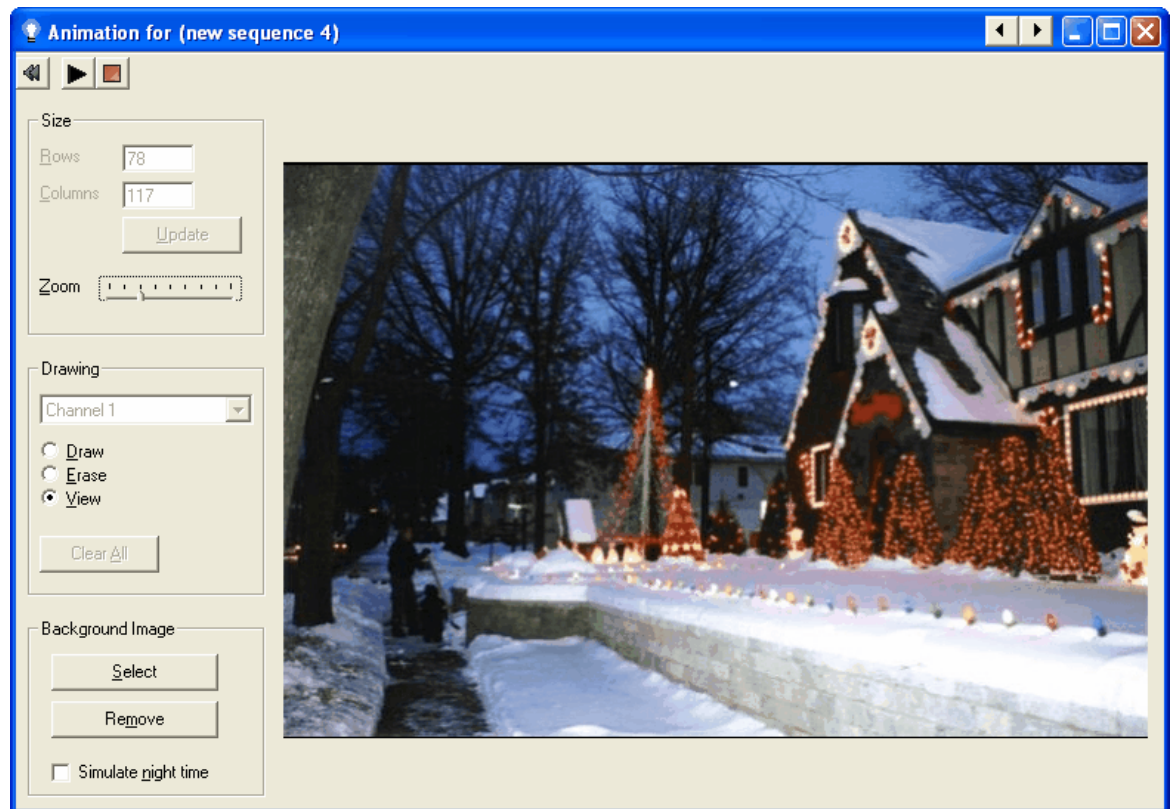 Animation for (new sequence 4)
Size
Rows 78
Columns 117
Update
Zoom
Drawing
Channel 1
Draw
Erase
View
Clear All
Background Image
Select
Remove
Simulate night time